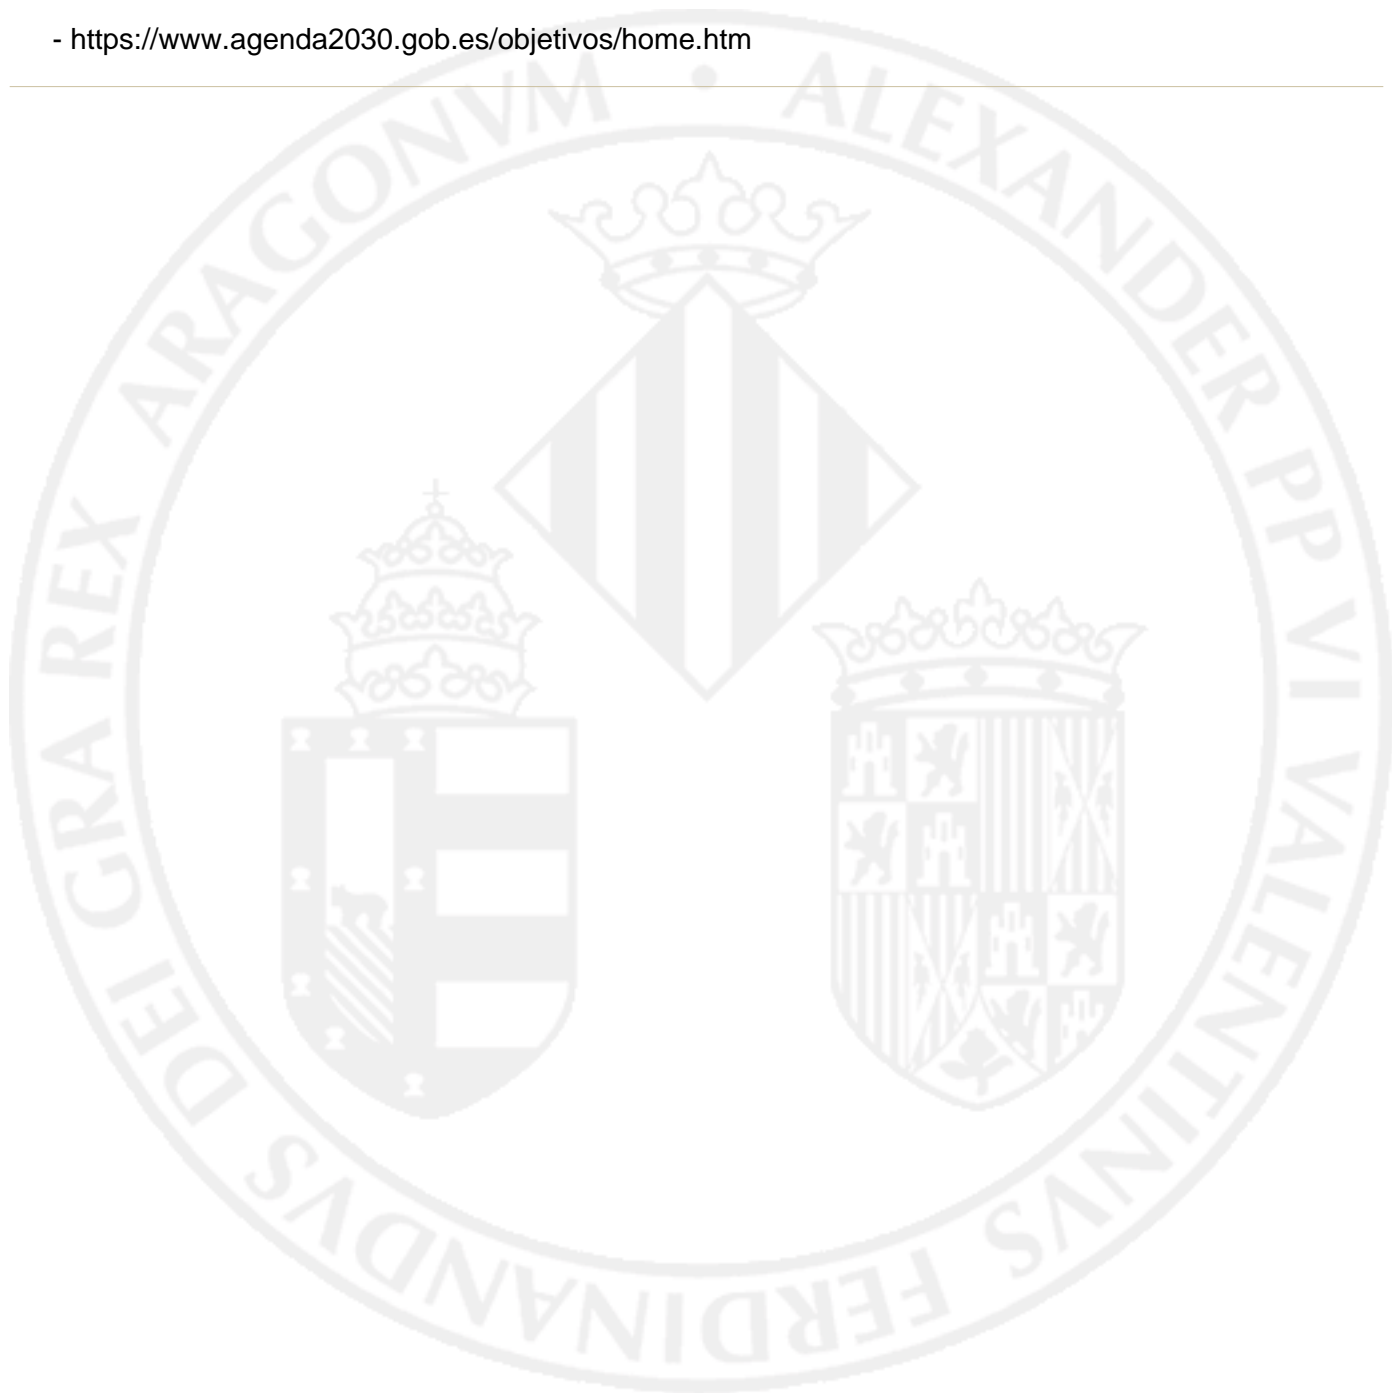 - https://www.agenda2030.gob.es/objetivos/home.htm
ALEXANDER PP VI VALENTINVS FERDINANDVS DEI GRA REX ARAGONVM •